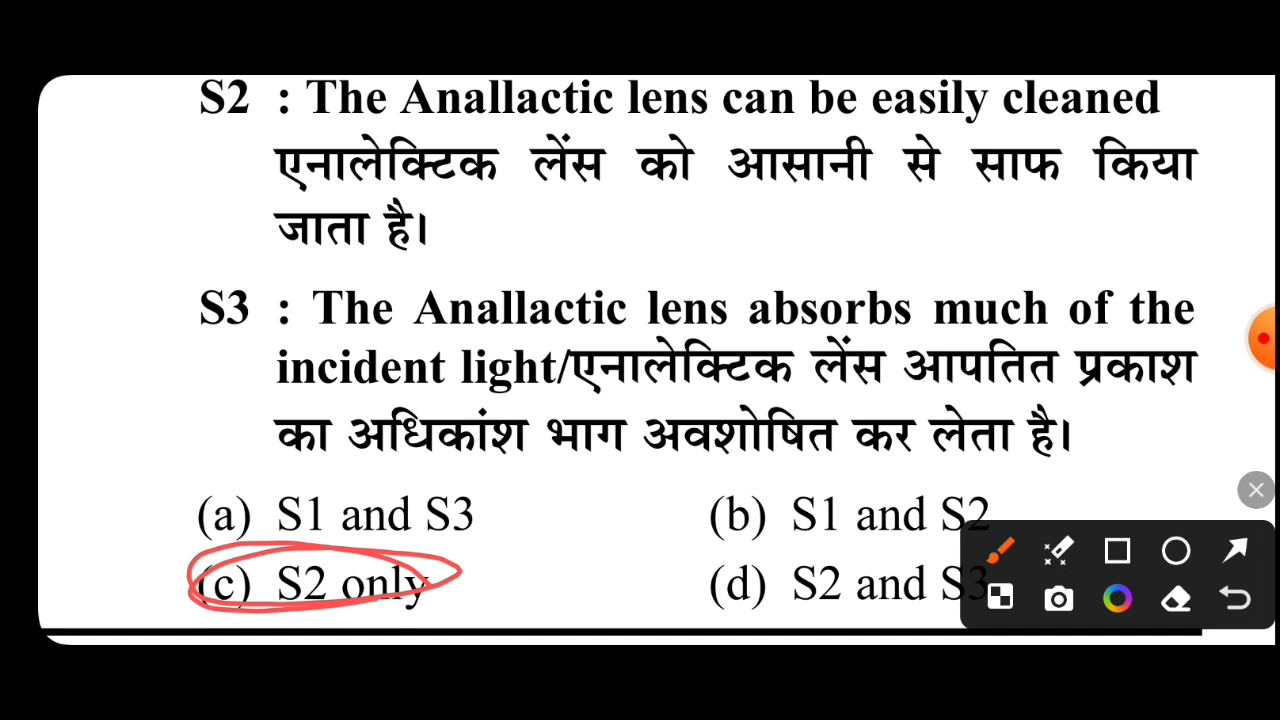 S2 : The Anallactic lens can be easily cleaned
एनालेक्टिक लेंस को आसानी से साफ किया
जाता है।
S3 : The Anallactic lens absorbs much of the
incident light/एनालेक्टिक लेंस आपतित प्रकाश
का अधिकांश भाग अवशोषित कर लेता है।
(a) S1 and S3 (b) S1 and S2
(c) S2 only (d) S2 and S3